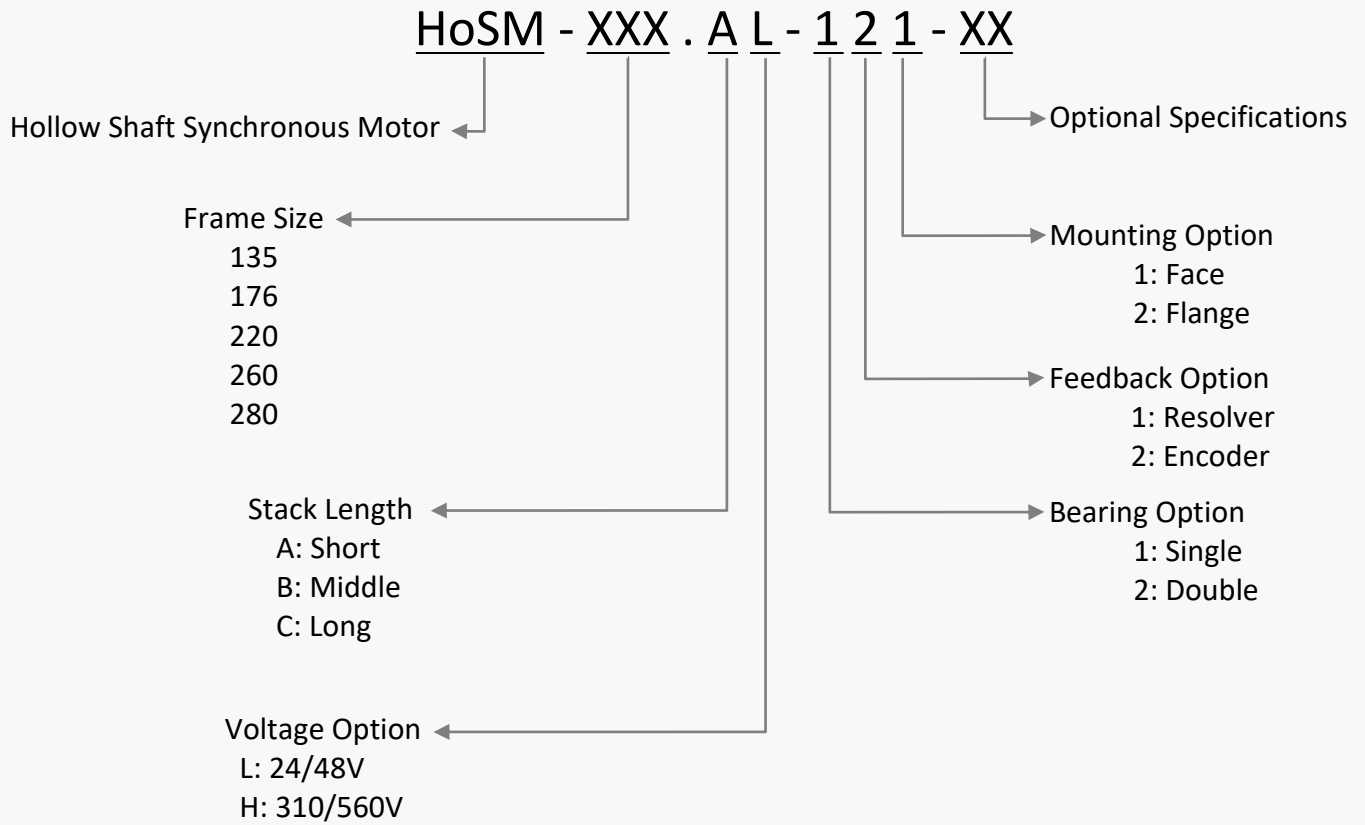 HoSM - XXX . A L - 1 2 1 - XX
Hollow Shaft Synchronous Motor
Frame Size
135
176
220
260
280
Stack Length
A: Short
B: Middle
C: Long
Voltage Option
L: 24/48V
H: 310/560V
Optional Specifications
Mounting Option
1: Face
2: Flange
Feedback Option
1: Resolver
2: Encoder
Bearing Option
1: Single
2: Double